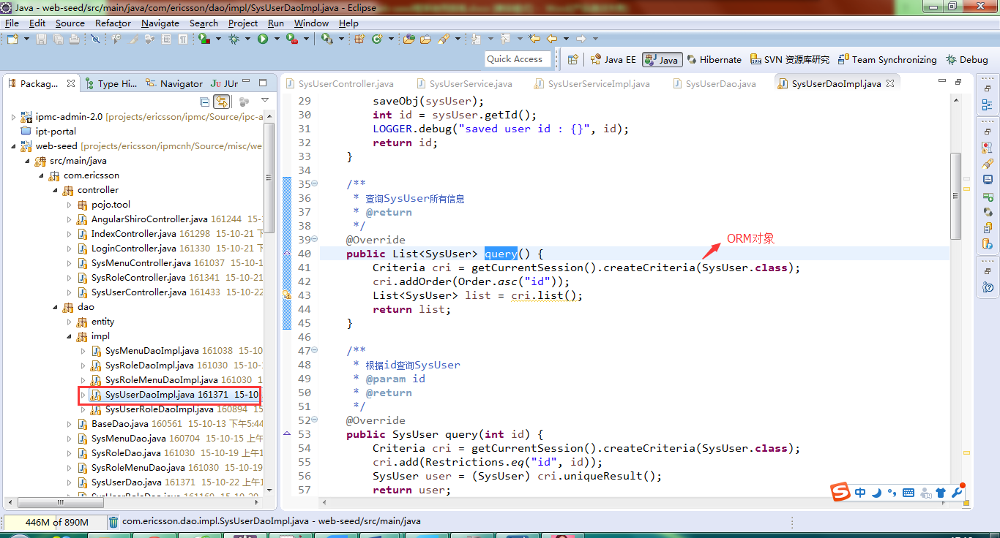 Java - web-seed/src/main/java/com/ericsson/dao/impl/SysUserDaoImpl.java - Eclipse
File Edit Source Refactor Navigate Search Project Run Window Help
Quick Access Java EE Java Hibernate SVN 资源库研究 Team Synchronizing Debug
Packag... Type Hi... Navigator JUr
SysUserController.java SysUserService.java SysUserServiceImpl.java SysUserDao.java SysUserDaoImpl.java
ipmc-admin-2.0 [projects/ericsson/ipmc/Source/ipc-a
ipt-portal
web-seed [projects/ericsson/ipmcnh/Source/misc/we
src/main/java
com.ericsson
controller
pojo.tool
AngularShiroController.java 161244 15-
IndexController.java 161298 15-10-21 下
LoginController.java 161330 15-10-21 下
SysMenuController.java 161037 15-10-1
SysRoleController.java 161341 15-10-21
SysUserController.java 161433 15-10-22
dao
entity
impl
SysMenuDaoImpl.java 161038 15-10
SysRoleDaoImpl.java 161030 15-10-
SysRoleMenuDaoImpl.java 161030 1
SysUserDaoImpl.java 161371 15-10
SysUserRoleDaoImpl.java 160894 15
BaseDao.java 160561 15-10-13 下午5:44
SysMenuDao.java 160704 15-10-15 上午
SysRoleDao.java 161030 15-10-19 上午1
SysRoleMenuDao.java 161030 15-10-19
SysUserDao.java 161371 15-10-22 上午1
29 saveObj(sysUser);
30 int id = sysUser.getId();
31 LOGGER.debug("saved user id : {}", id);
32 return id;
33 }
34
35 /**
36 * 查询SysUser所有信息
37 * @return
38 */
39 @Override
ORM对象
40 public List<SysUser> query() {
41 Criteria cri = getCurrentSession().createCriteria(SysUser.class);
42 cri.addOrder(Order.asc("id"));
43 List<SysUser> list = cri.list();
44 return list;
45 }
46
47 /**
48 * 根据id查询SysUser
49 * @param id
50 * @return
51 */
52 @Override
53 public SysUser query(int id) {
54 Criteria cri = getCurrentSession().createCriteria(SysUser.class);
55 cri.add(Restrictions.eq("id", id));
56 SysUser user = (SysUser) cri.uniqueResult();
57 return user;
中
446M of 890M com.ericsson.dao.impl.SysUserDaoImpl.java - web-seed/src/main/java